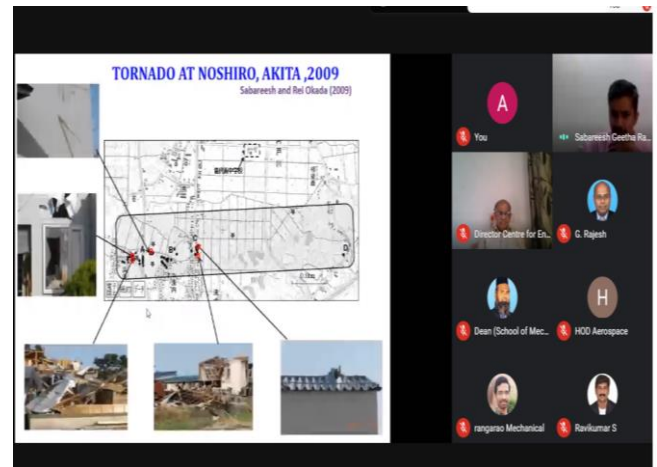 TORNADO AT NOSHIRO, AKITA ,2009
Sabareesh and Rei Okada (2009)
A
You
Sabareesh Geetha Ra...
Director Centre for En...
G. Rajesh
Dean (School of Mec...
H
HOD Aerospace
rangarao Mechanical
Ravikumar S